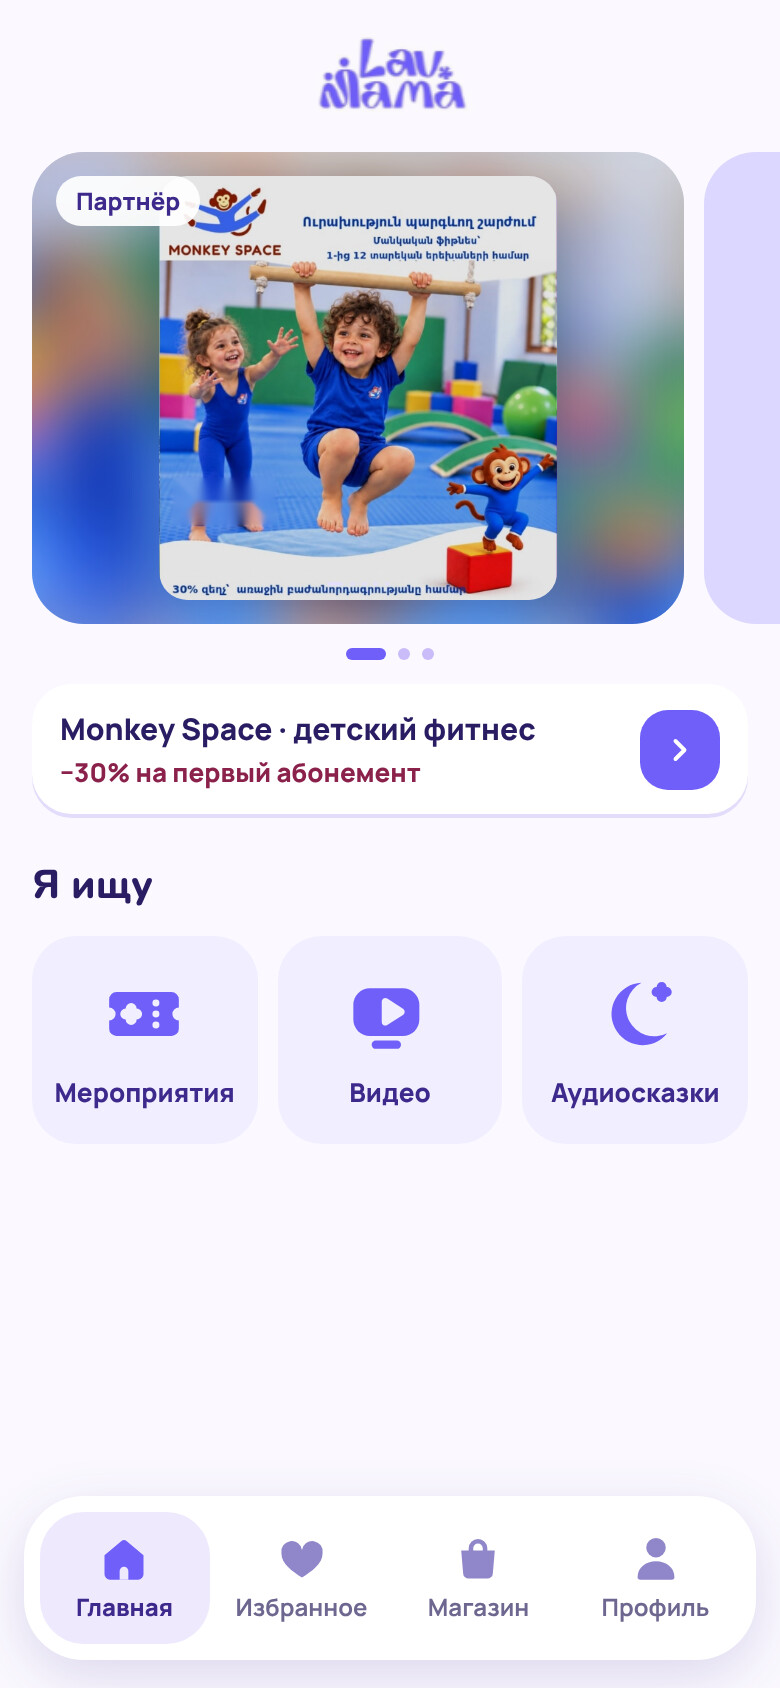 Lav
Mama
Партнёр
MONKEY SPACE
Ուրախություն պարգևող շարժում
Մանկական ֆիթնես՝
1-ից 12 տարեկան երեխաների համար
30% զեղչ՝ առաջին բաժանորդագրությանը համար
Monkey Space · детский фитнес
−30% на первый абонемент
Я ищу
Мероприятия
Видео
Аудиосказки
Главная
Избранное
Магазин
Профиль